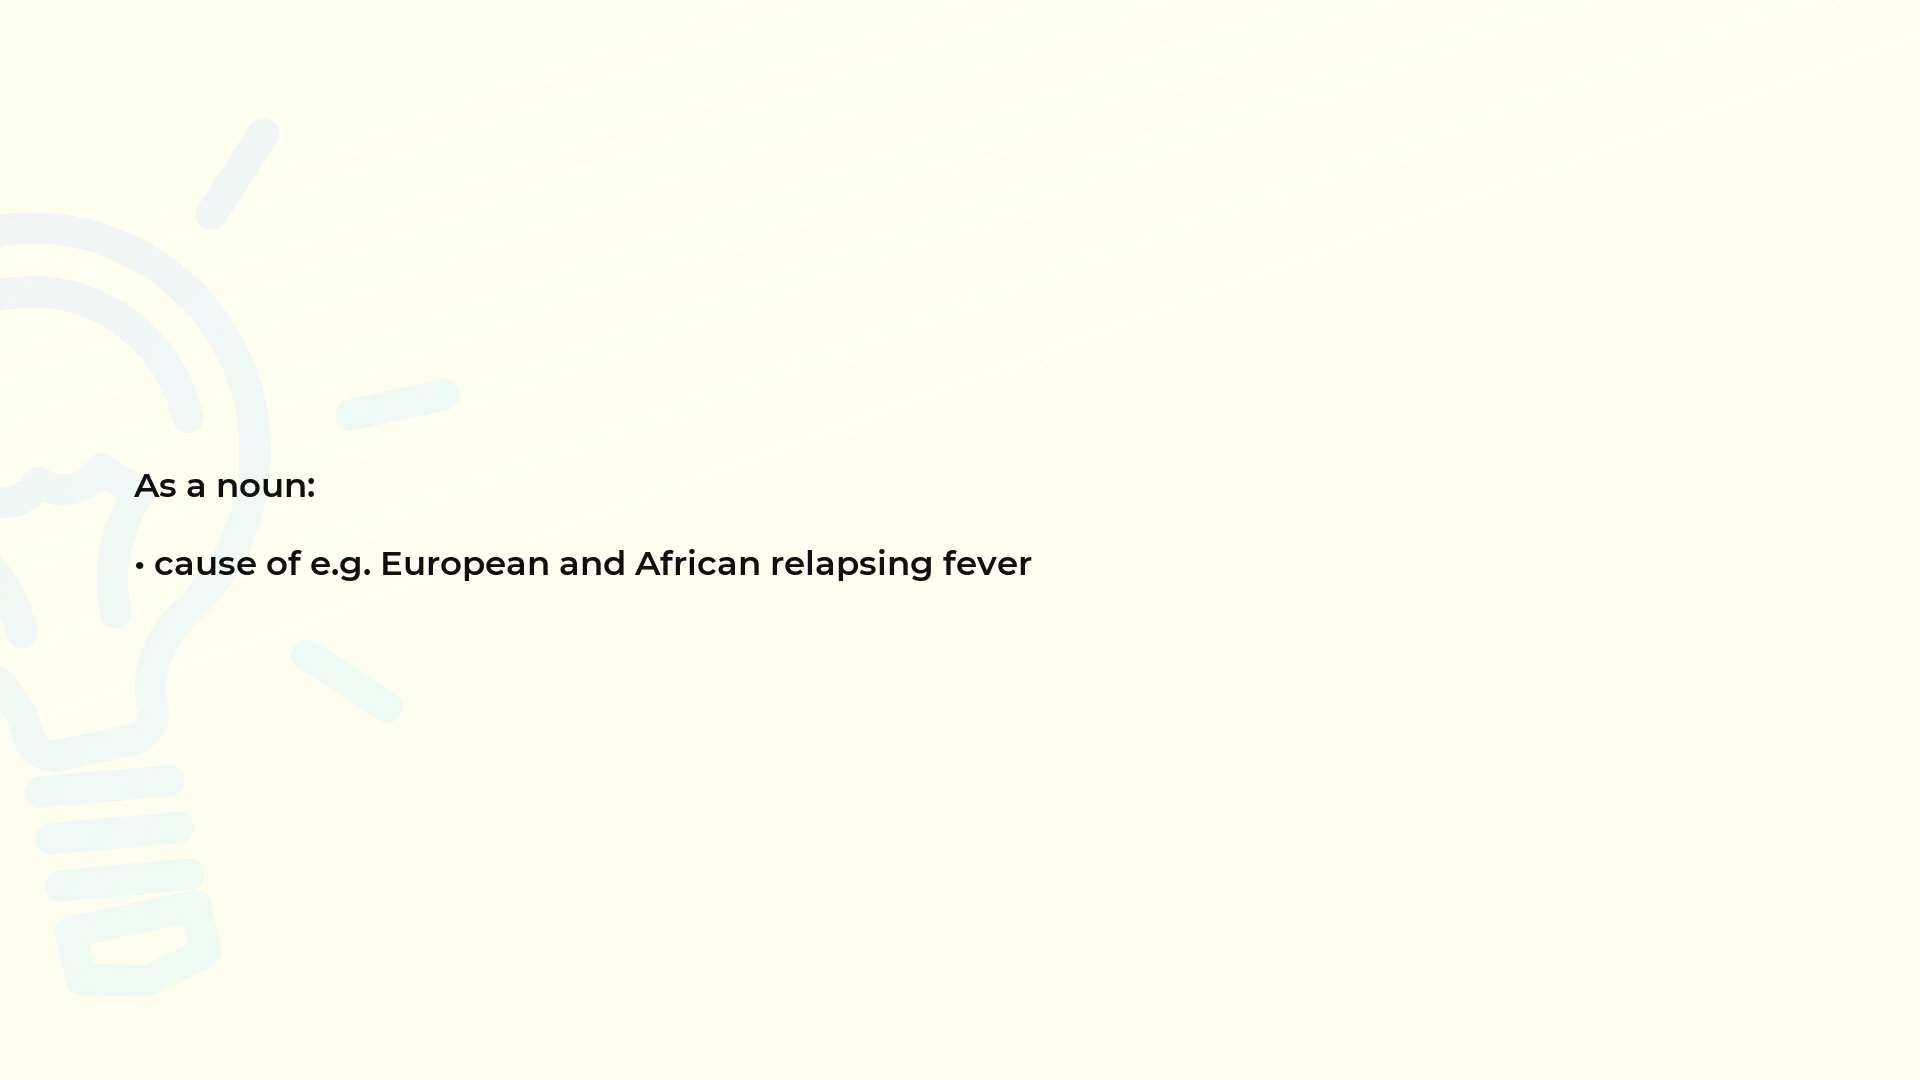 As a noun:
• cause of e.g. European and African relapsing fever